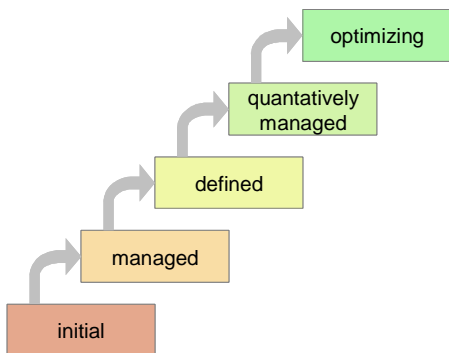 optimizing
quantatively
managed
defined
managed
initial